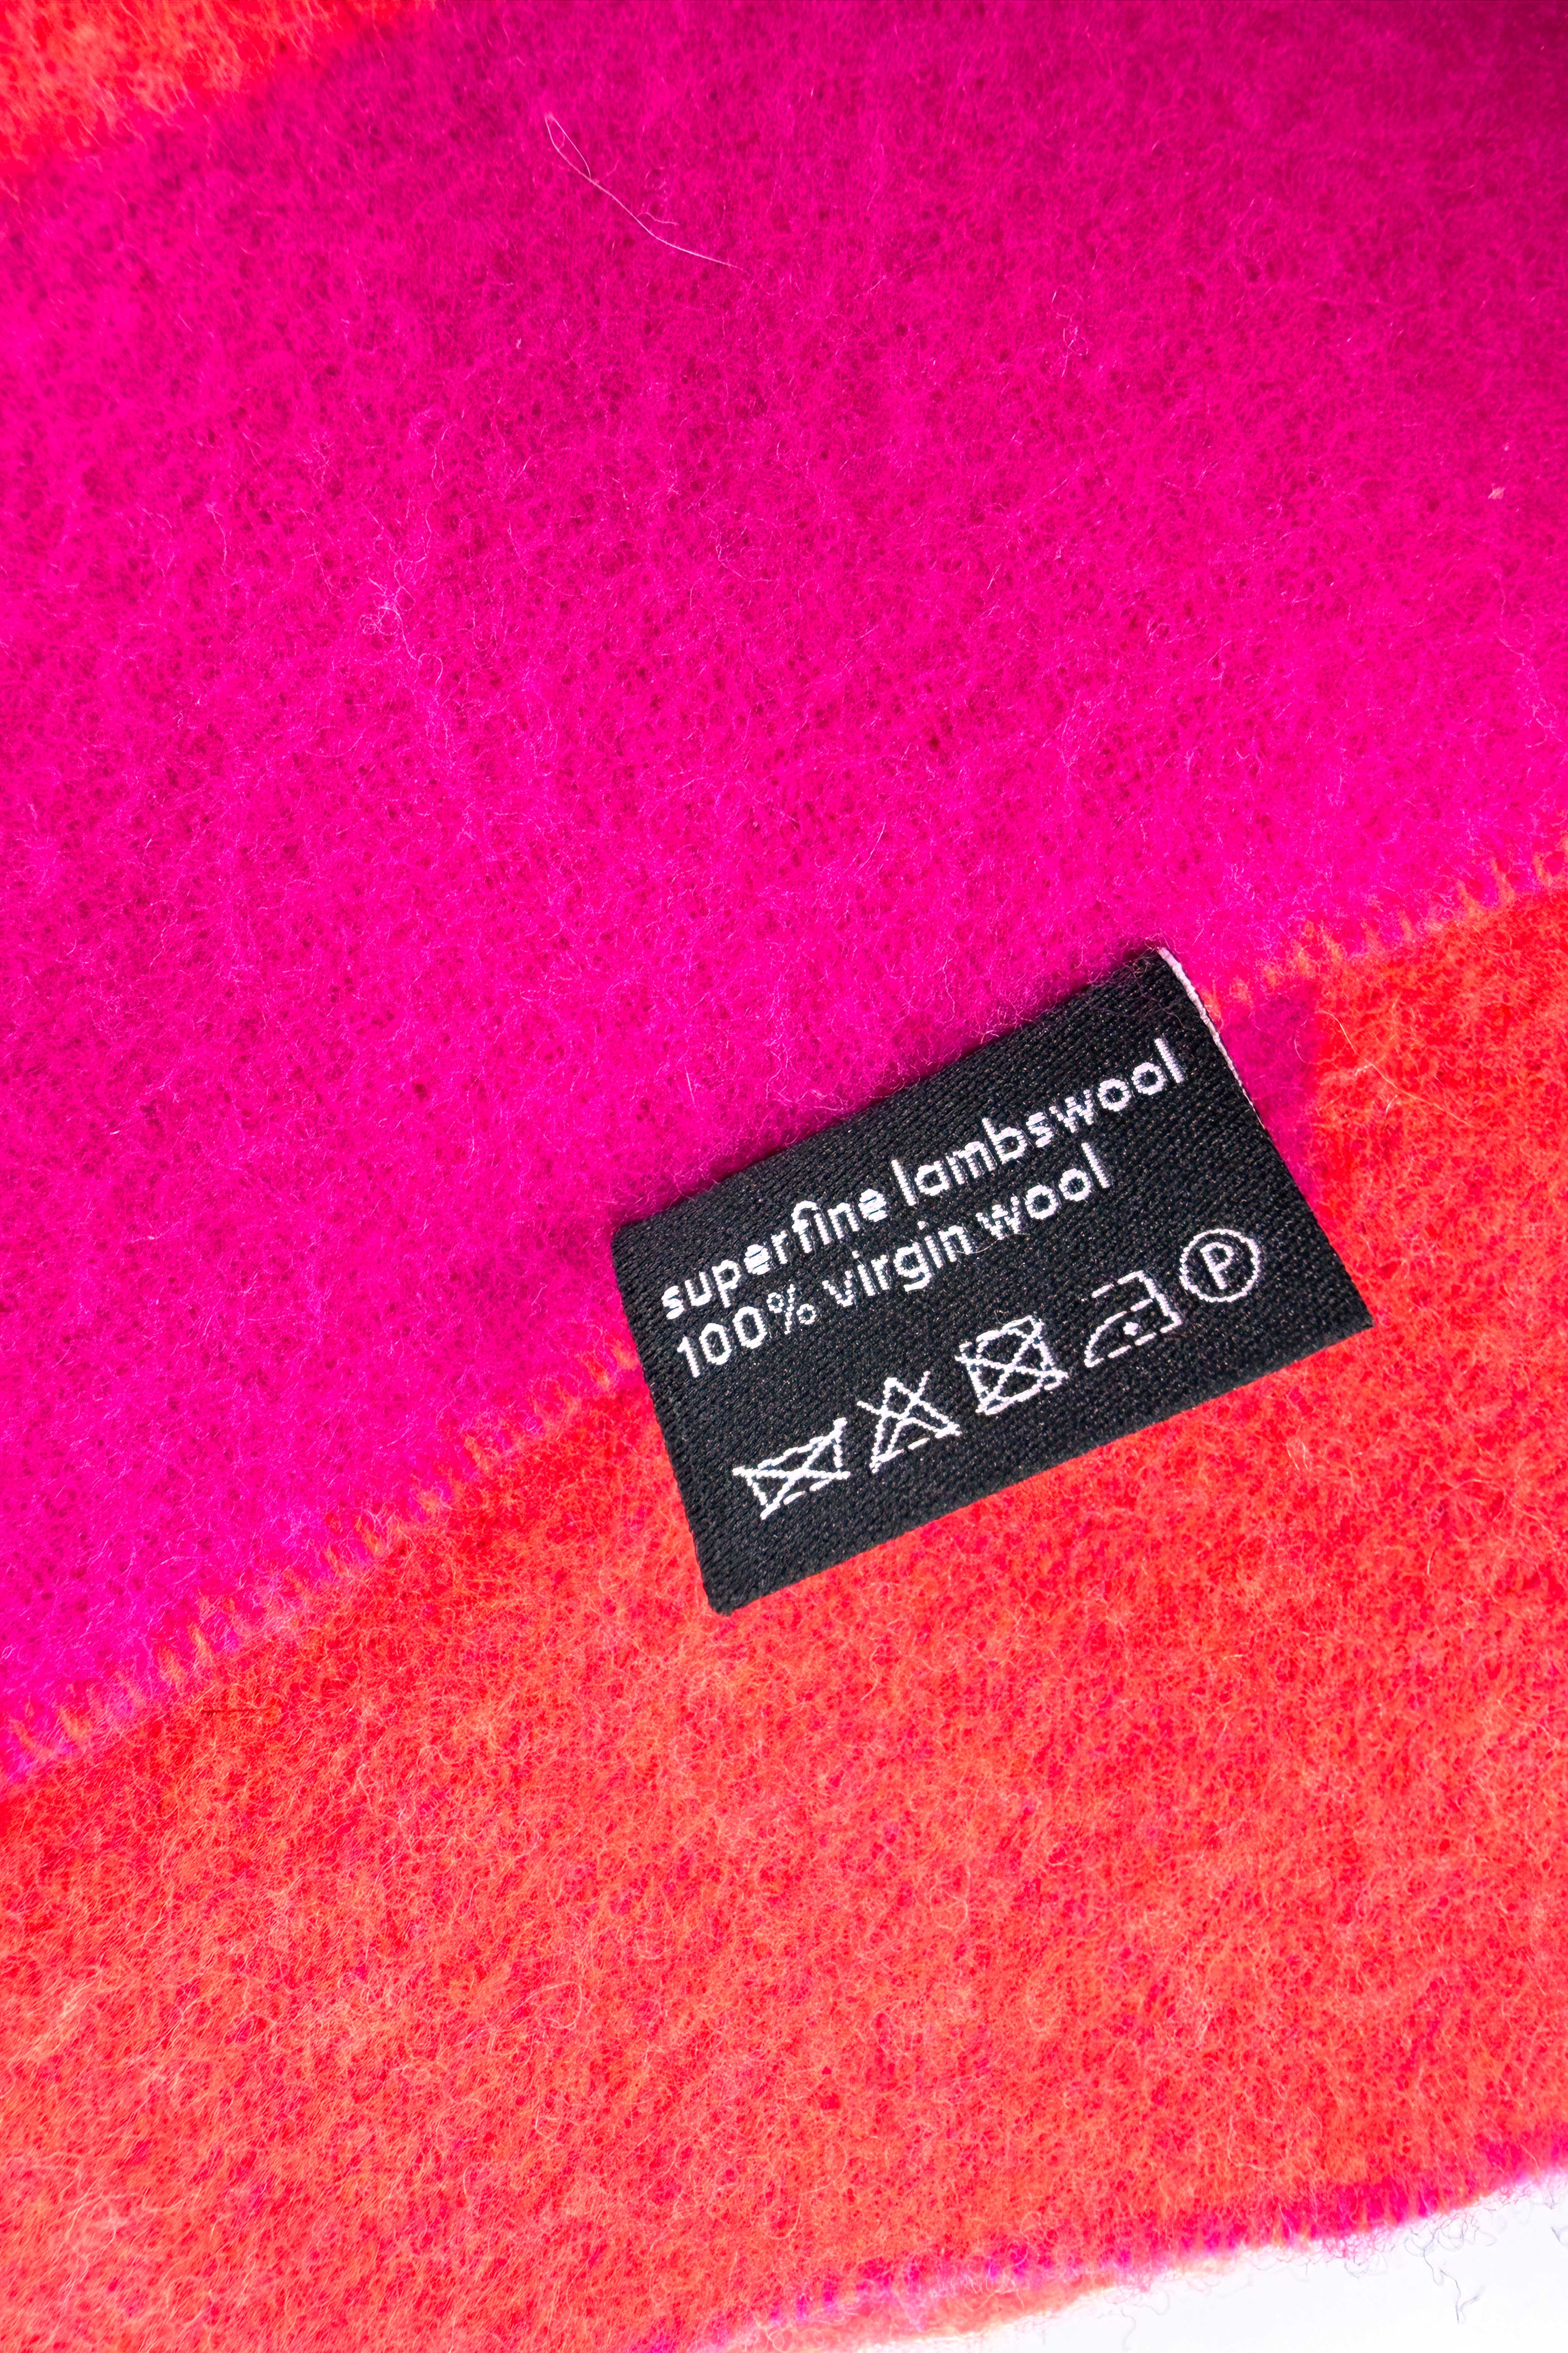 superfine lambswool
100% virgin wool
P